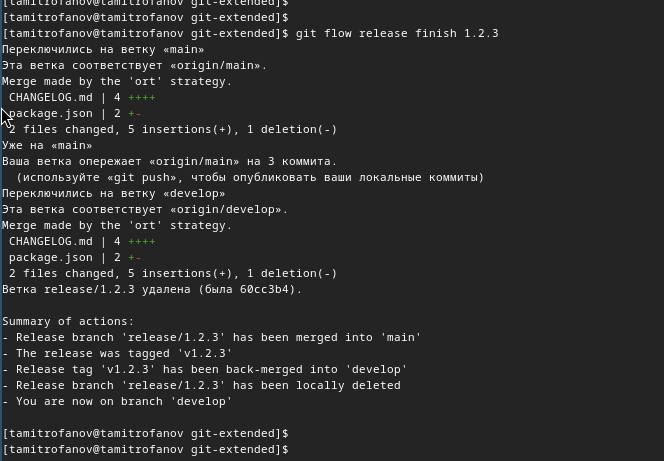 [tamitrofanov@tamitrofanov git-extended]$
[tamitrofanov@tamitrofanov git-extended]$
[tamitrofanov@tamitrofanov git-extended]$ git flow release finish 1.2.3
Переключились на ветку «main»
Эта ветка соответствует «origin/main».
Merge made by the 'ort' strategy.
CHANGELOG.md | 4 ++++
package.json | 2 +-
2 files changed, 5 insertions(+), 1 deletion(-)
Уже на «main»
Ваша ветка опережает «origin/main» на 3 коммита.
(используйте «git push», чтобы опубликовать ваши локальные коммиты)
Переключились на ветку «develop»
Эта ветка соответствует «origin/develop».
Merge made by the 'ort' strategy.
CHANGELOG.md | 4 ++++
package.json | 2 +-
2 files changed, 5 insertions(+), 1 deletion(-)
Ветка release/1.2.3 удалена (была 60cc3b4).
Summary of actions:
- Release branch 'release/1.2.3' has been merged into 'main'
- The release was tagged 'v1.2.3'
- Release tag 'v1.2.3' has been back-merged into 'develop'
- Release branch 'release/1.2.3' has been locally deleted
- You are now on branch 'develop'
[tamitrofanov@tamitrofanov git-extended]$
[tamitrofanov@tamitrofanov git-extended]$